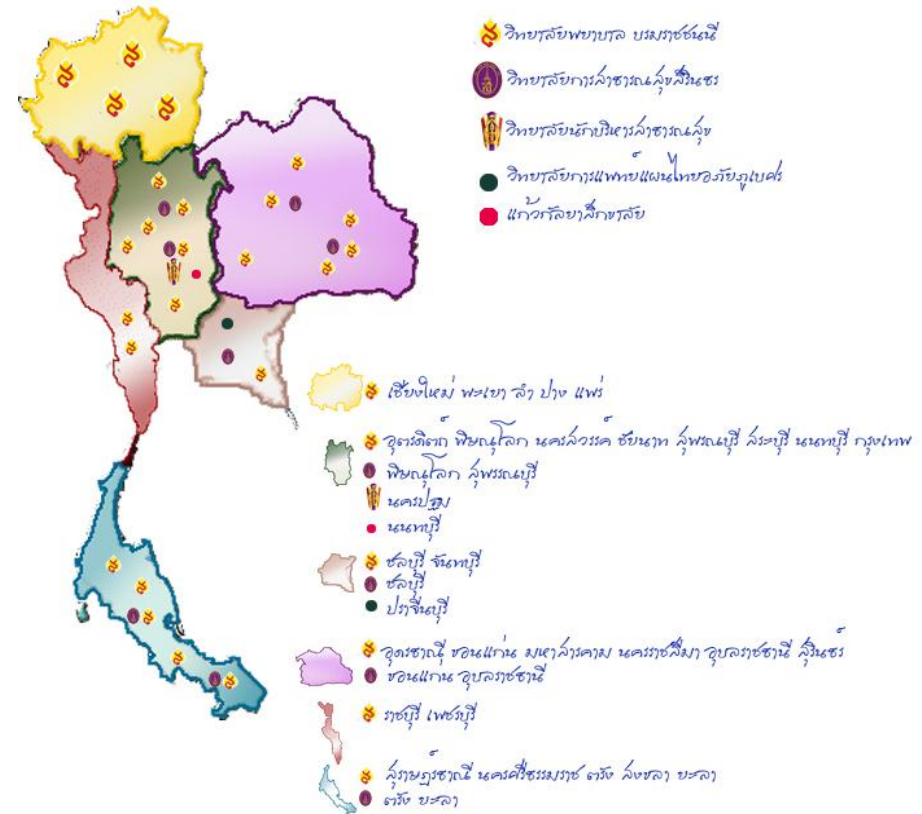 วิทยาลัยพยาบาล บรมราชชนนี
วิทยาลัยการสาธารณสุขสิรินธร
วิทยาลัยนักบริหารสาธารณสุข
วิทยาลัยการแพทย์แผนไทยอภัยภูเบศร
แก้วกัลยาสิกขาลัย
เชียงใหม่ พะเยา ลำ ปาง แพร่
อุตรดิตถ์ พิษณุโลก นครสวรรค์ ชัยนาท สุพรรณบุรี สระบุรี นนทบุรี กรุงเทพ
พิษณุโลก สุพรรณบุรี
นครปฐม
นนทบุรี
ชลบุรี จันทบุรี
ชลบุรี
ปราจีนบุรี
อุดรธานี ขอนแก่น มหาสารคาม นครราชสีมา อุบลราชธานี สุรินทร์
ขอนแกน อุบลราชธานี
ราชบุรี เพชรบุรี
สุราษฎร์ธานี นครศรีธรรมราช ตรัง สงขลา ยะลา
ตรัง ยะลา